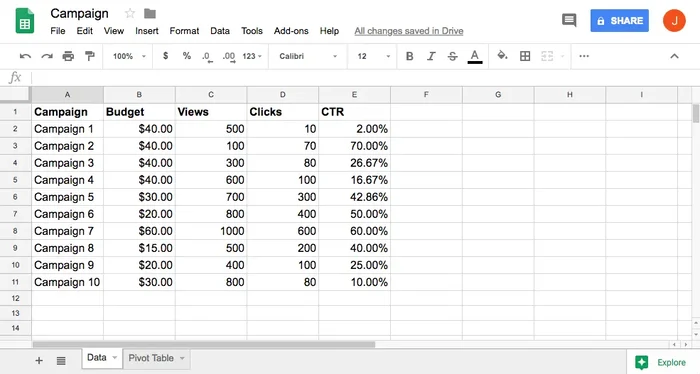 Campaign
File Edit View Insert Format Data Tools Add-ons Help All changes saved in Drive
SHARE
J
100% $ % .0 .00 123 Calibri 12 B I S A
fx
A B C D E F G H I
1 Campaign Budget Views Clicks CTR
2 Campaign 1 $40.00 500 10 2.00%
3 Campaign 2 $40.00 100 70 70.00%
4 Campaign 3 $40.00 300 80 26.67%
5 Campaign 4 $40.00 600 100 16.67%
6 Campaign 5 $30.00 700 300 42.86%
7 Campaign 6 $20.00 800 400 50.00%
8 Campaign 7 $60.00 1000 600 60.00%
9 Campaign 8 $15.00 500 200 40.00%
10 Campaign 9 $20.00 400 100 25.00%
11 Campaign 10 $30.00 800 80 10.00%
12
13
14
Data Pivot Table Explore